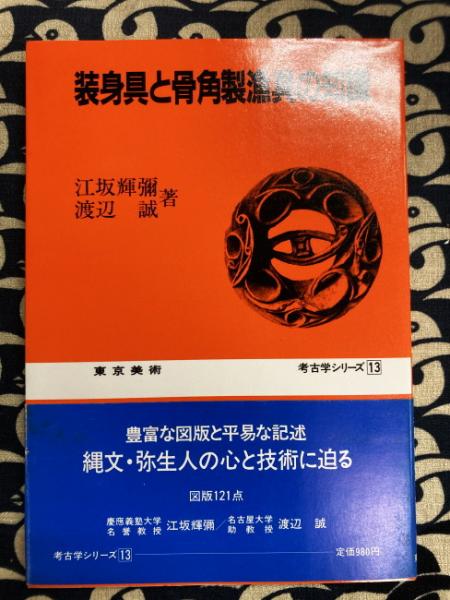 装身具と骨角製漁具の知識
江坂輝彌
渡辺 誠 著
東京美術
考古学シリーズ 13
豊富な図版と平易な記述
縄文・弥生人の心と技術に迫る
図版121点
慶應義塾大学名誉教授 江坂輝彌/名古屋大学助教授 渡辺 誠
考古学シリーズ 13
定価980円